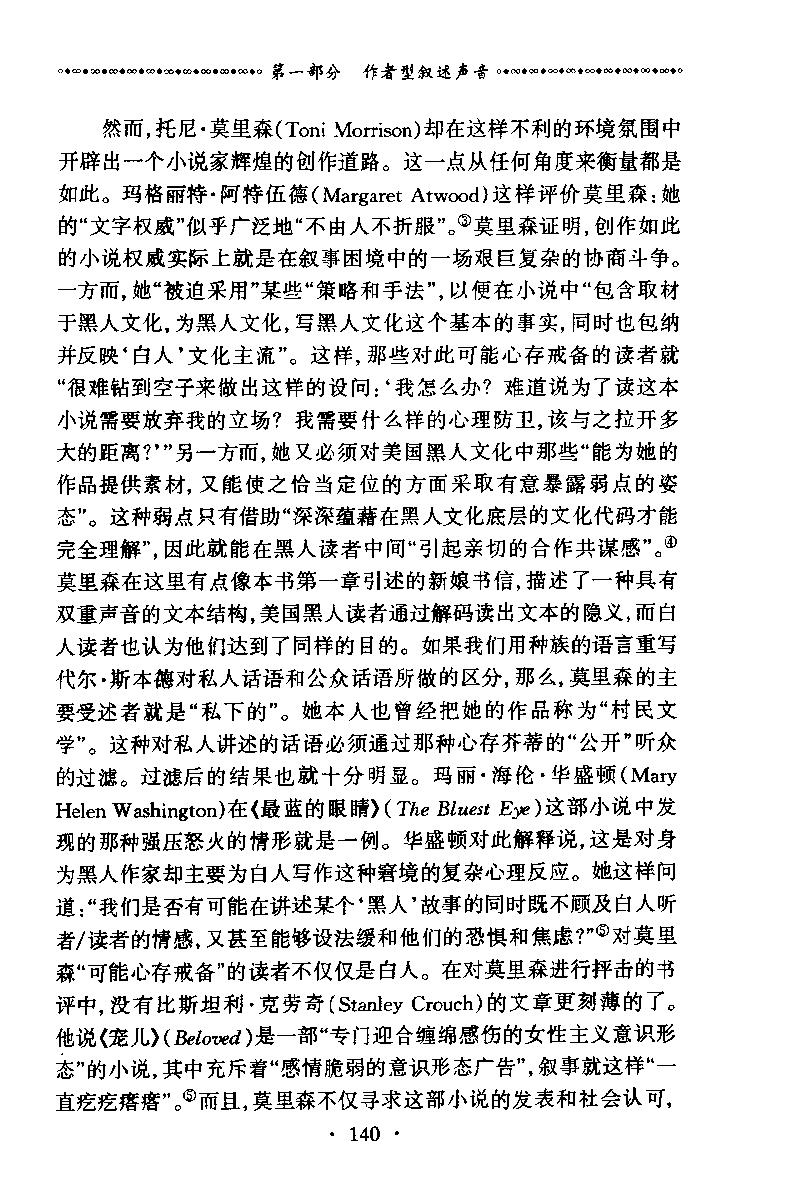 第一部分 作者型叙述声音
然而,托尼·莫里森(Toni Morrison)却在这样不利的环境氛围中
开辟出一个小说家辉煌的创作道路。这一点从任何角度来衡量都是
如此。玛格丽特·阿特伍德(Margaret Atwood)这样评价莫里森:她
的“文字权威”似乎广泛地“不由人不折服”。③莫里森证明,创作如此
的小说权威实际上就是在叙事困境中的一场艰巨复杂的协商斗争。
一方而,她“被迫采用”某些“策略和手法”,以便在小说中“包含取材
于黑人文化,为黑人文化,写黑人文化这个基本的事实,同时也包纳
并反映‘白人’文化主流”。这样,那些对此可能心存戒备的读者就
“很难钻到空子来做出这样的设问:‘我怎么办? 难道说为了读这本
小说需要放弃我的立场? 我需要什么样的心理防卫,该与之拉开多
大的距离?’”另一方而,她又必须对美国黑人文化中那些“能为她的
作品提供素材,又能使之恰当定位的方面采取有意暴露弱点的姿
态”。这种弱点只有借助“深深蕴藉在黑人文化底层的文化代码才能
完全理解”,因此就能在黑人读者中间“引起亲切的合作共谋感”。④
莫里森在这里有点像本书第一章引述的新娘书信,描述了一种具有
双重声音的文本结构,美国黑人读者通过解码读出文本的隐义,而白
人读者也认为他们达到了同样的目的。如果我们用种族的语言重写
代尔·斯本德对私人话语和公众话语所做的区分,那么,莫里森的主
要受述者就是“私下的”。她本人也曾经把她的作品称为“村民文
学”。这种对私人讲述的话语必须通过那种心存芥蒂的“公开”听众
的过滤。过滤后的结果也就十分明显。玛丽·海伦·华盛顿(Mary
Helen Washington)在《最蓝的眼睛》(The Bluest Eye)这部小说中发
现的那种强压怒火的情形就是一例。华盛顿对此解释说,这是对身
为黑人作家却主要为白人写作这种窘境的复杂心理反应。她这样问
道:“我们是否有可能在讲述某个‘黑人’故事的同时既不顾及白人听
者/读者的情感,又甚至能够设法缓和他们的恐惧和焦虑?”⑤对莫里
森“可能心存戒备”的读者不仅仅是白人。在对莫里森进行抨击的书
评中,没有比斯坦利·克劳奇(Stanley Crouch)的文章更刻薄的了。
他说《宠儿》(Beloved)是一部“专门迎合缠绵感伤的女性主义意识形
态”的小说,其中充斥着“感情脆弱的意识形态广告”,叙事就这样“一
直疙疙瘩瘩”。⑤而且,莫里森不仅寻求这部小说的发表和社会认可,
· 140 ·